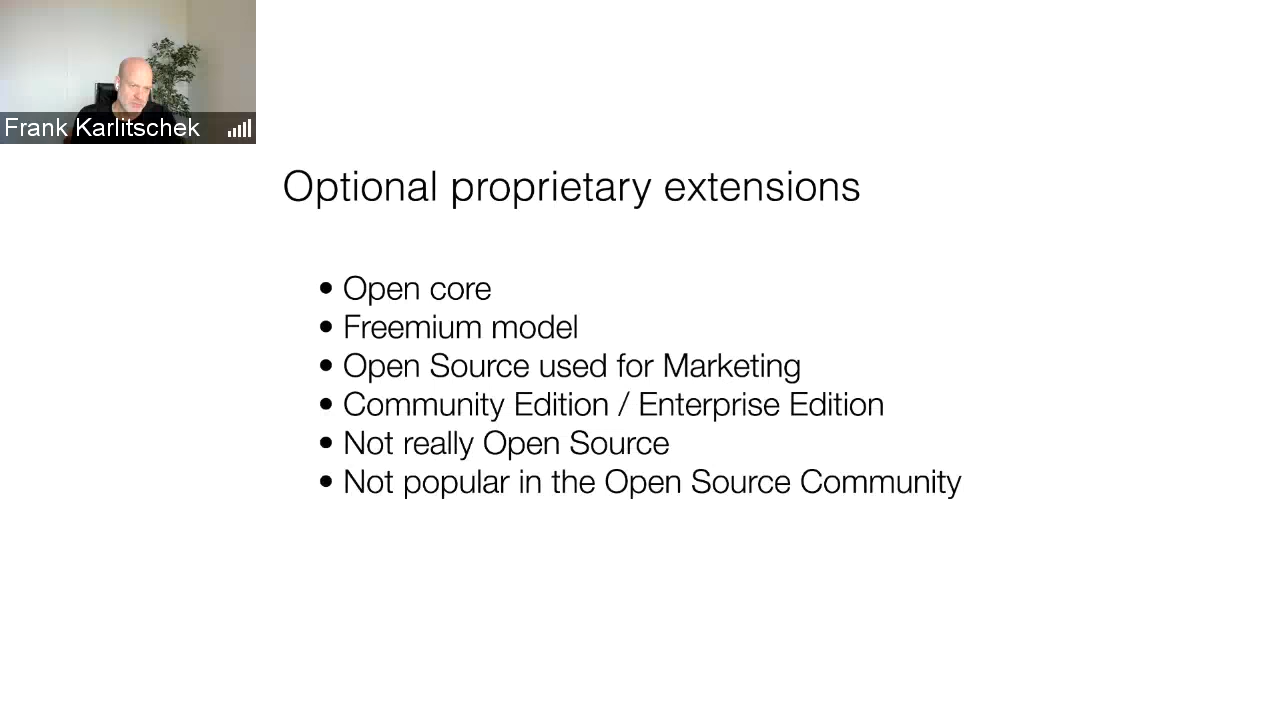 Frank Karlitschek
Optional proprietary extensions
• Open core
• Freemium model
• Open Source used for Marketing
• Community Edition / Enterprise Edition
• Not really Open Source
• Not popular in the Open Source Community